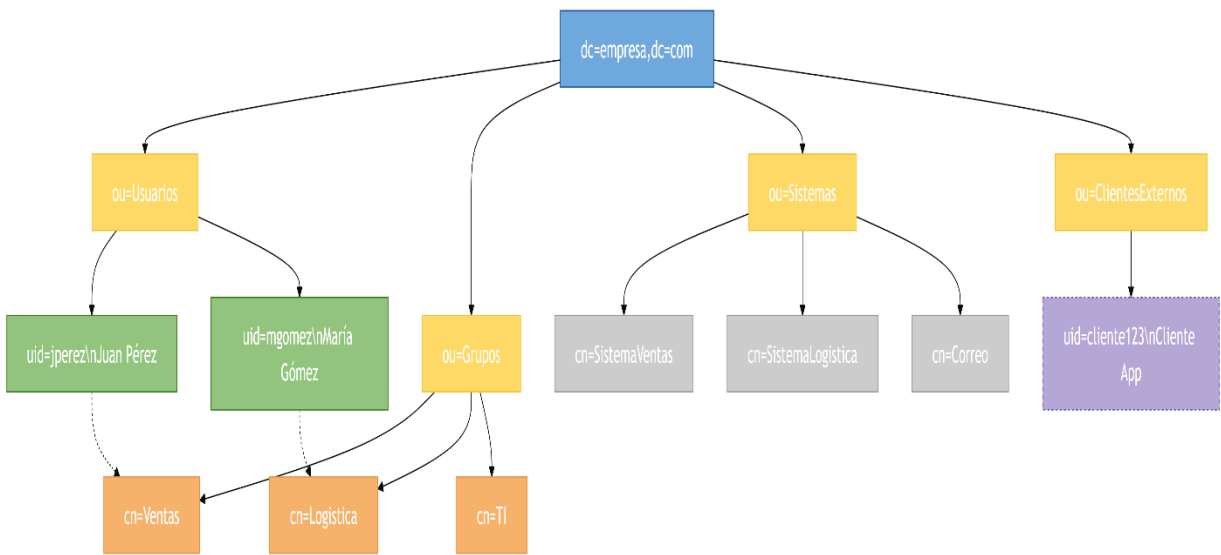 dc=empresa,dc=com
ou=Usuarios
ou=Sistemas
ou=ClientesExternos
uid=jperez\nJuan Pérez
uid=mgomez\nMaría
Gómez
ou=Grupos
cn=SistemaVentas
cn=SistemaLogistica
cn=Correo
uid=cliente123\nCliente
App
cn=Ventas
cn=Logistica
cn=TI